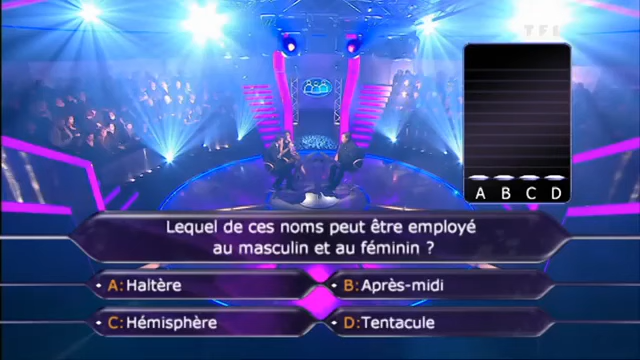 TF1
A B C D
Lequel de ces noms peut être employé
au masculin et au féminin ?
A: Haltère
B: Après-midi
C: Hémisphère
D: Tentacule